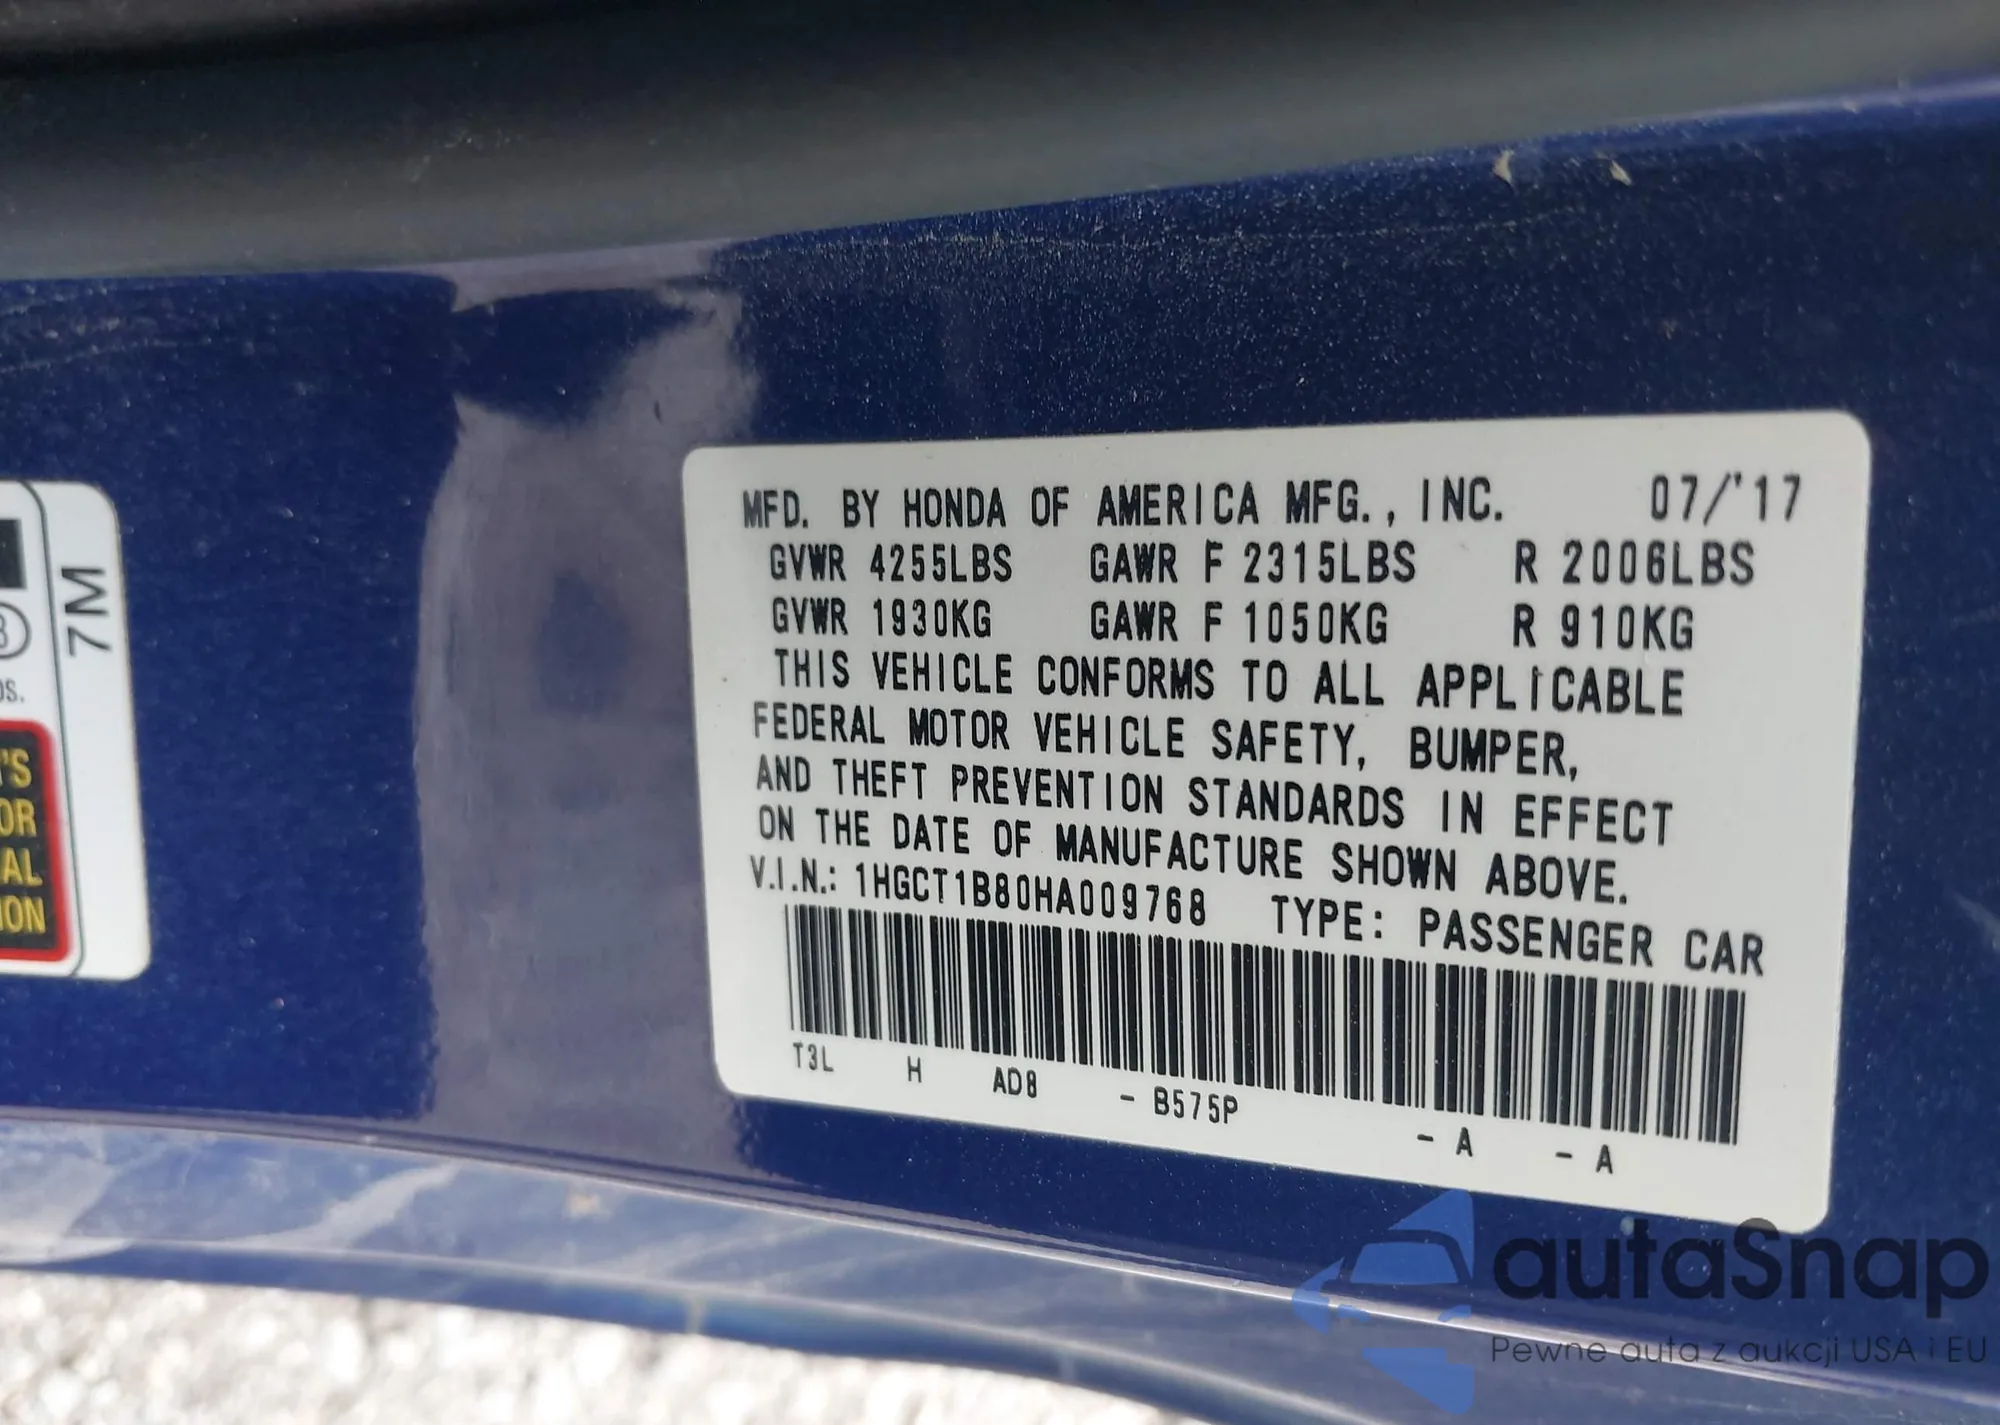 MFD. BY HONDA OF AMERICA MFG., INC. 07/'17
GVWR 4255LBS GAWR F 2315LBS R 2006LBS
GVWR 1930KG GAWR F 1050KG R 910KG
THIS VEHICLE CONFORMS TO ALL APPLICABLE
FEDERAL MOTOR VEHICLE SAFETY, BUMPER,
AND THEFT PREVENTION STANDARDS IN EFFECT
ON THE DATE OF MANUFACTURE SHOWN ABOVE.
V.I.N.: 1HGCT1B80HA009768 TYPE: PASSENGER CAR
T3L H AD8 - B575P - A - A
7M
'S
OR
AL
ION
autaSnap
Pewne auta z aukcji USA i EU